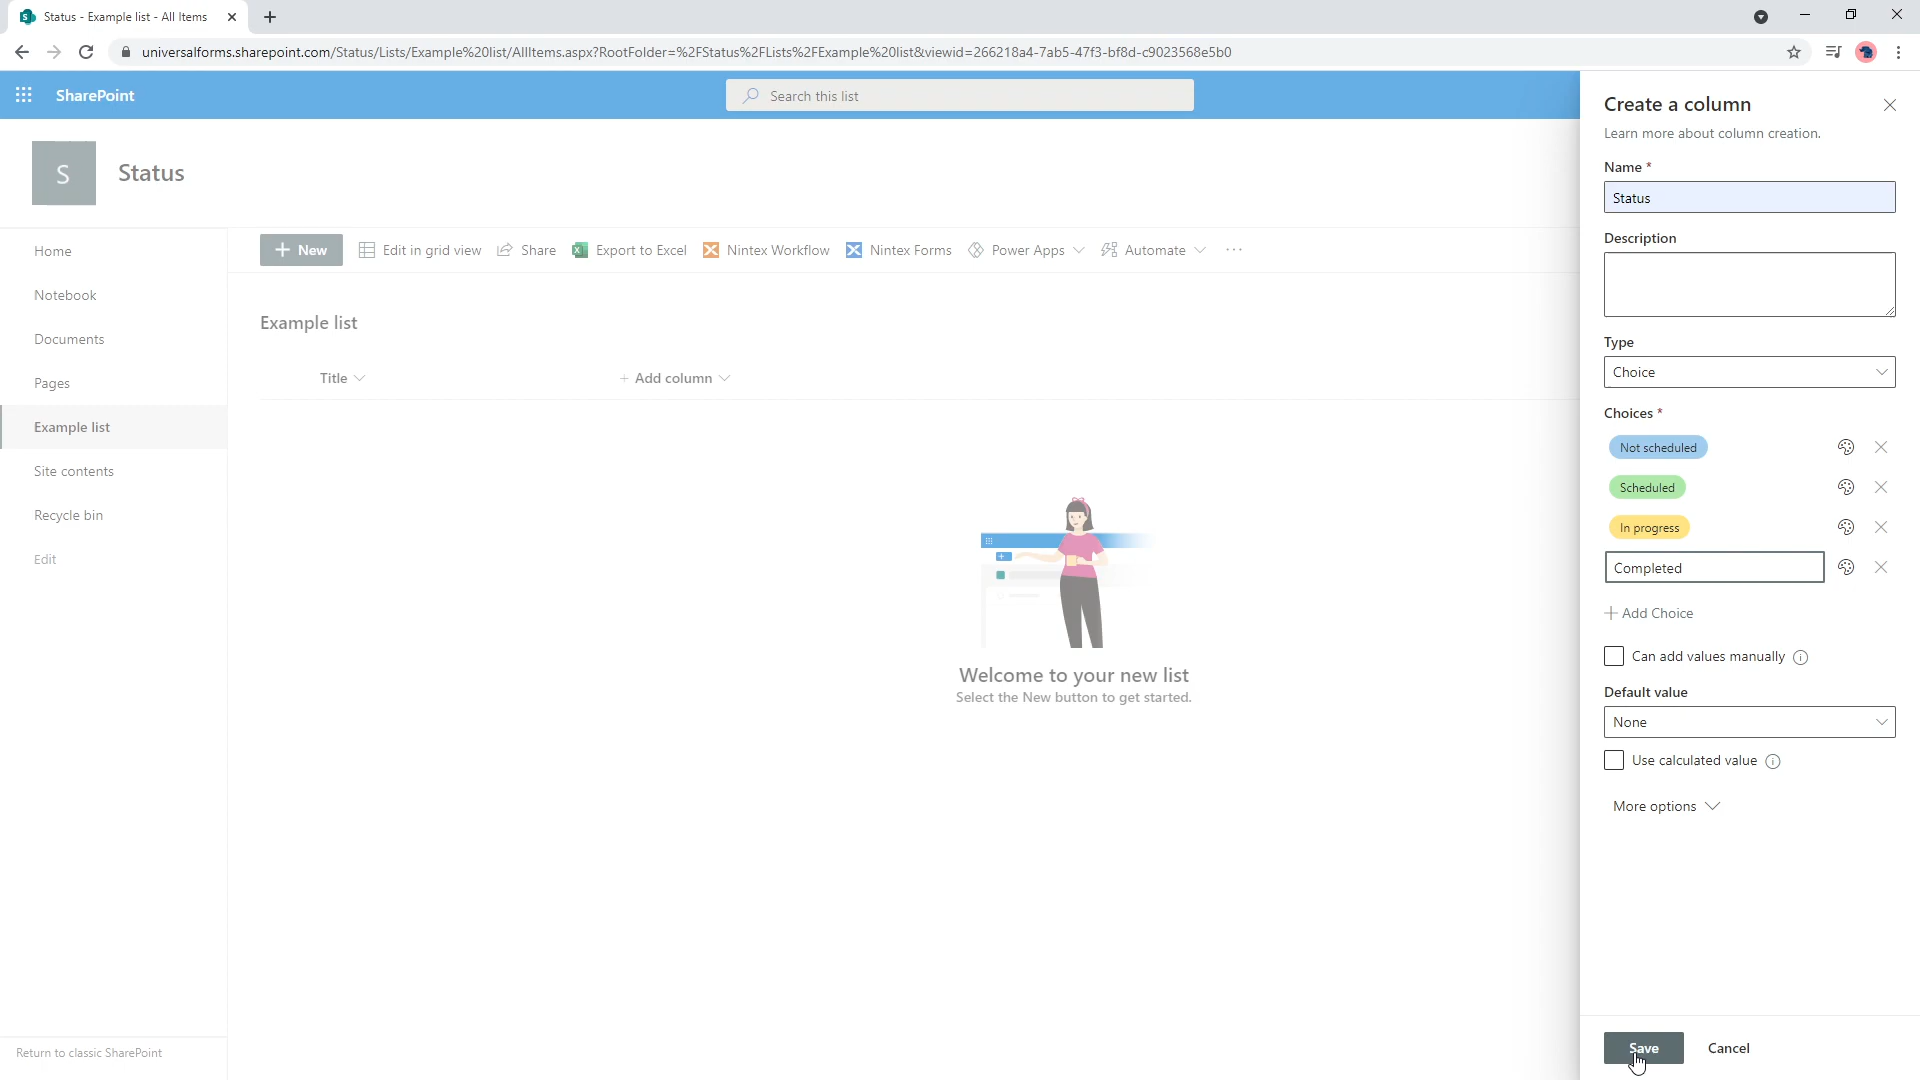 Status - Example list - All Items
universalforms.sharepoint.com/Status/Lists/Example%20list/AllItems.aspx?RootFolder=%2FStatus%2FLists%2FExample%20list&viewid=266218a4-7ab5-47f3-bf8d-c9023568e5b0
SharePoint
Search this list
S
Status
Home
Notebook
Documents
Pages
Example list
Site contents
Recycle bin
Edit
Return to classic SharePoint
New Edit in grid view Share Export to Excel Nintex Workflow Nintex Forms Power Apps Automate ...
Example list
Title + Add column
Welcome to your new list
Select the New button to get started.
Create a column
Learn more about column creation.
Name *
Status
Description
Type
Choice
Choices *
Not scheduled
Scheduled
In progress
Completed
+ Add Choice
Can add values manually
Default value
None
Use calculated value
More options
Save Cancel